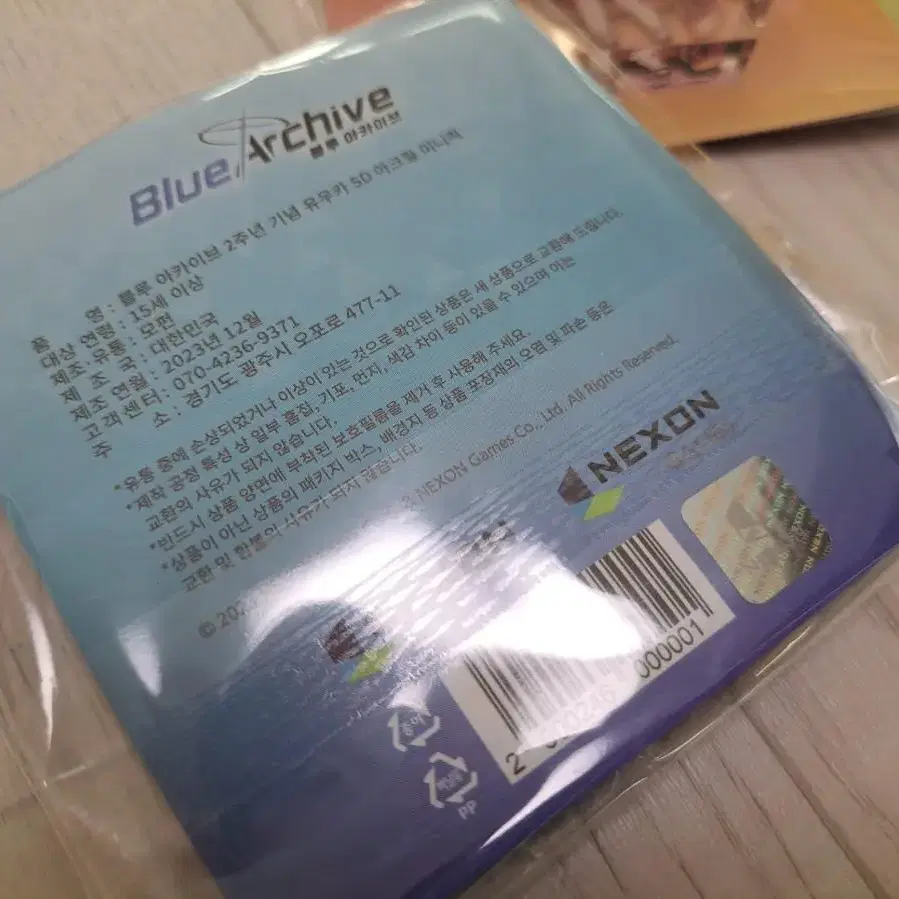 Blue Archive
블루 아카이브
품 명 : 블루 아카이브 2주년 기념 유우카 SD 아크릴 미니픽
대상 연령 : 15세 이상
제조·유통 : 모펀
제 조 국 : 대한민국
제조 연월 : 2023년 12월
고객센터 : 070-4236-9371
주 소 : 경기도 광주시 오포로 477-11
*유통 중에 손상되었거나 이상이 있는 것으로 확인된 상품은 새 상품으로 교환해 드립니다.
*제작 공정 특성 상 일부 흠집, 기포, 먼지, 색감 차이 등이 있을 수 있으며 이는
교환의 사유가 되지 않습니다.
*반드시 상품 양면에 부착된 보호필름을 제거 후 사용해 주세요.
*상품이 아닌 상품의 패키지 박스, 배경지 등 상품 포장재의 오염 및 파손 등은
교환 및 환불의 사유가 되지 않습니다.
NEXON Games Co., Ltd. All Rights Reserved.
NEXON
NEXON
000001
종이
PP